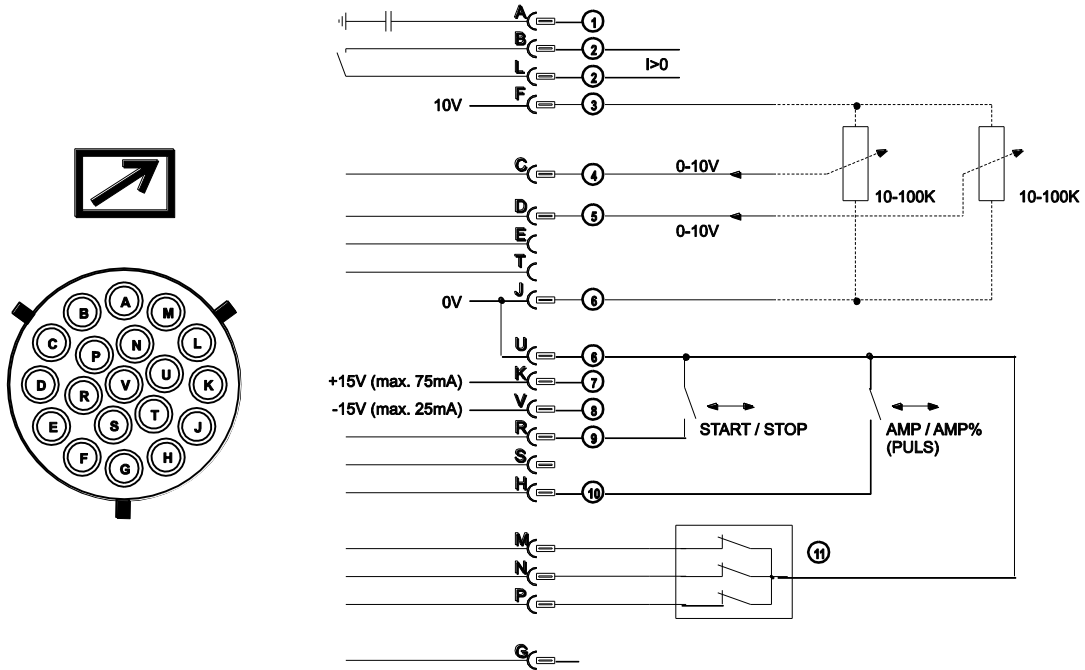 A 1
B 2
L 2
I>0
10V F 3
C 4 0-10V
10-100K 10-100K
D 5
0-10V
E
T
0V J 6
U 6
+15V (max. 75mA) K 7
-15V (max. 25mA) V 8
R 9 START / STOP AMP / AMP%
(PULS)
S
H 10
M
11
N
P
G
A
B M
C N L
P
D V U K
R
E S T J
F H
G